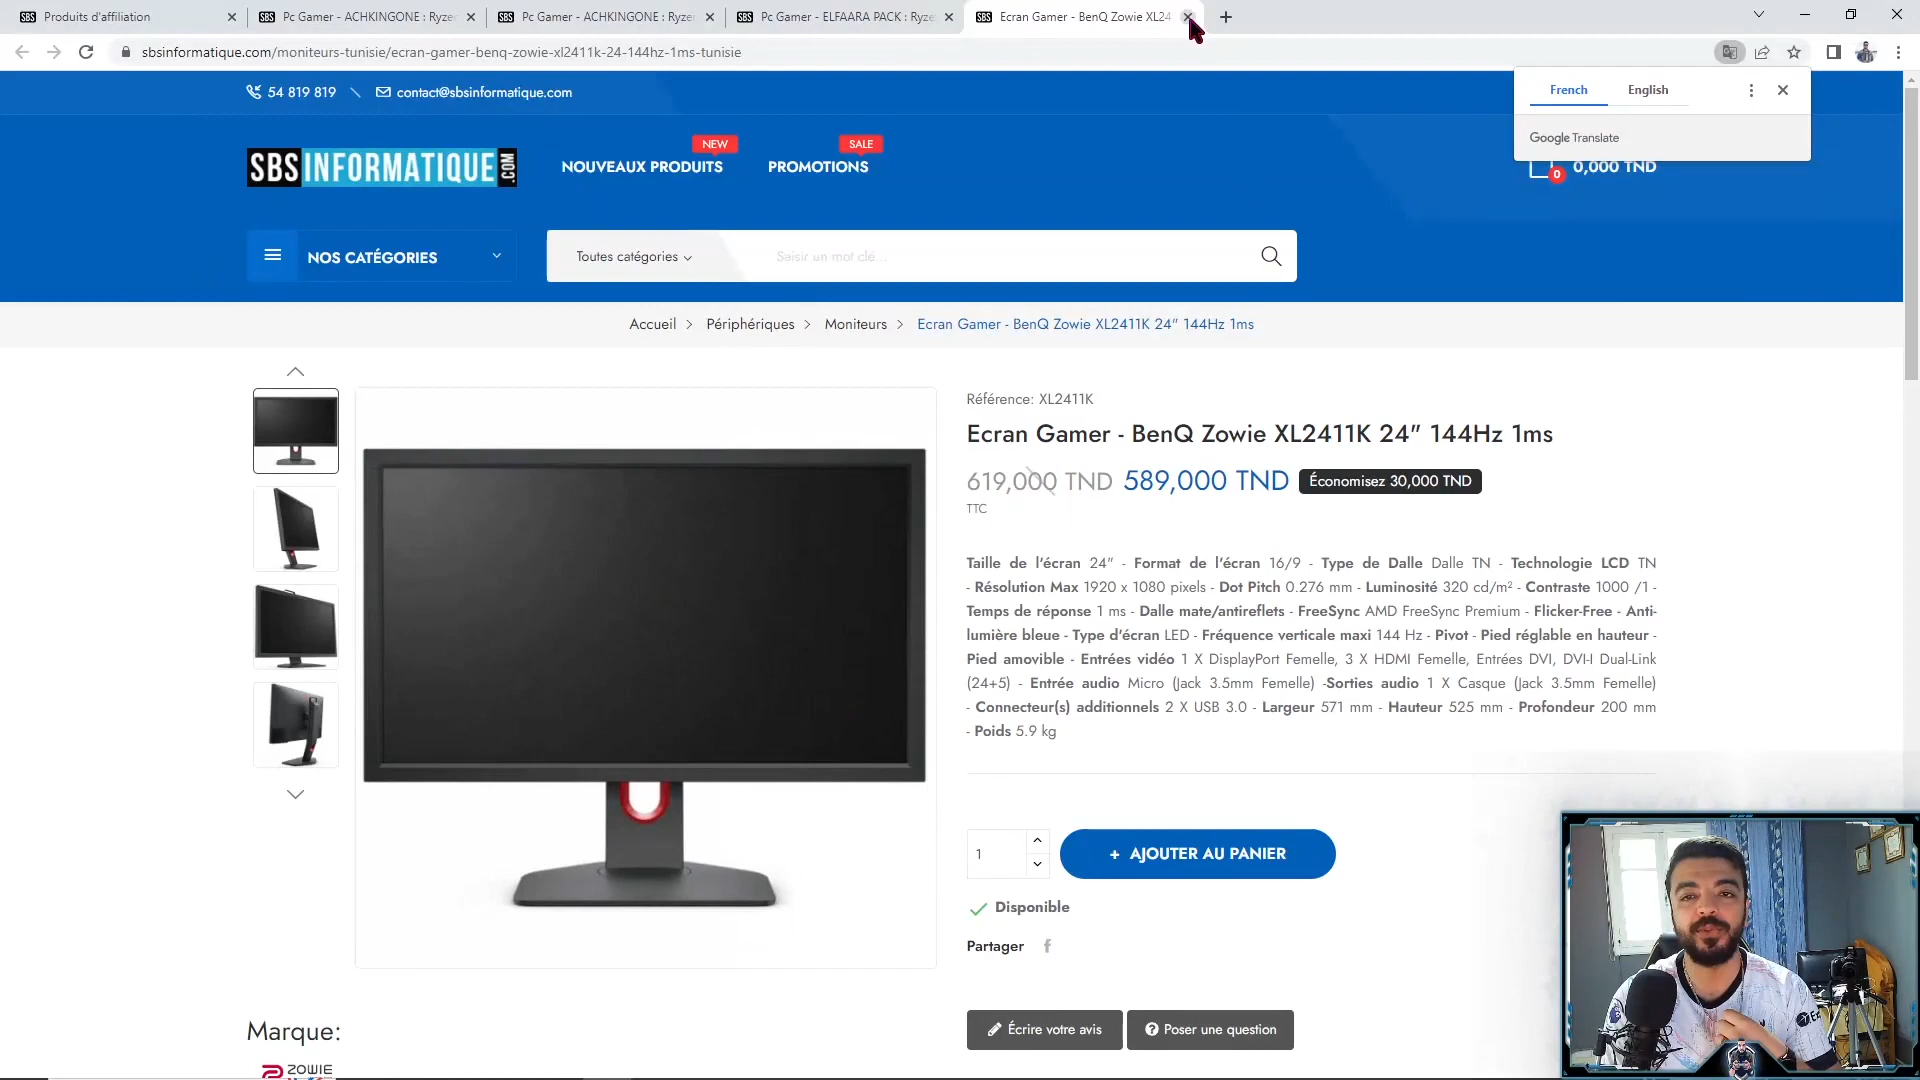 Produits d'affiliation
Pc Gamer - ACHKINGONE : Ryzen
Pc Gamer - ACHKINGONE : Ryzen
Pc Gamer - ELFAARA PACK : Ryze
Ecran Gamer - BenQ Zowie XL24
sbsinformatique.com/moniteurs-tunisie/ecran-gamer-benq-zowie-xl2411k-24-144hz-1ms-tunisie
French English
Google Translate
54 819 819
contact@sbsinformatique.com
SBSINFORMATIQUE.COM
NEW
NOUVEAUX PRODUITS
SALE
PROMOTIONS
0
0,000 TND
NOS CATÉGORIES
Toutes catégories
Saisir un mot clé...
Accueil > Périphériques > Moniteurs > Ecran Gamer - BenQ Zowie XL2411K 24" 144Hz 1ms
Référence: XL2411K
Ecran Gamer - BenQ Zowie XL2411K 24" 144Hz 1ms
619,000 TND 589,000 TND Économisez 30,000 TND
TTC
Taille de l'écran 24" - Format de l'écran 16/9 - Type de Dalle Dalle TN - Technologie LCD TN
- Résolution Max 1920 x 1080 pixels - Dot Pitch 0.276 mm - Luminosité 320 cd/m² - Contraste 1000 /1 -
Temps de réponse 1 ms - Dalle mate/antireflets - FreeSync AMD FreeSync Premium - Flicker-Free - Anti-
lumière bleue - Type d'écran LED - Fréquence verticale maxi 144 Hz - Pivot - Pied réglable en hauteur -
Pied amovible - Entrées vidéo 1 X DisplayPort Femelle, 3 X HDMI Femelle, Entrées DVI, DVI-I Dual-Link
(24+5) - Entrée audio Micro (Jack 3.5mm Femelle) -Sorties audio 1 X Casque (Jack 3.5mm Femelle)
- Connecteur(s) additionnels 2 X USB 3.0 - Largeur 571 mm - Hauteur 525 mm - Profondeur 200 mm
- Poids 5.9 kg
1
+ AJOUTER AU PANIER
Disponible
Partager
Écrire votre avis
Poser une question
Marque:
ZOWIE